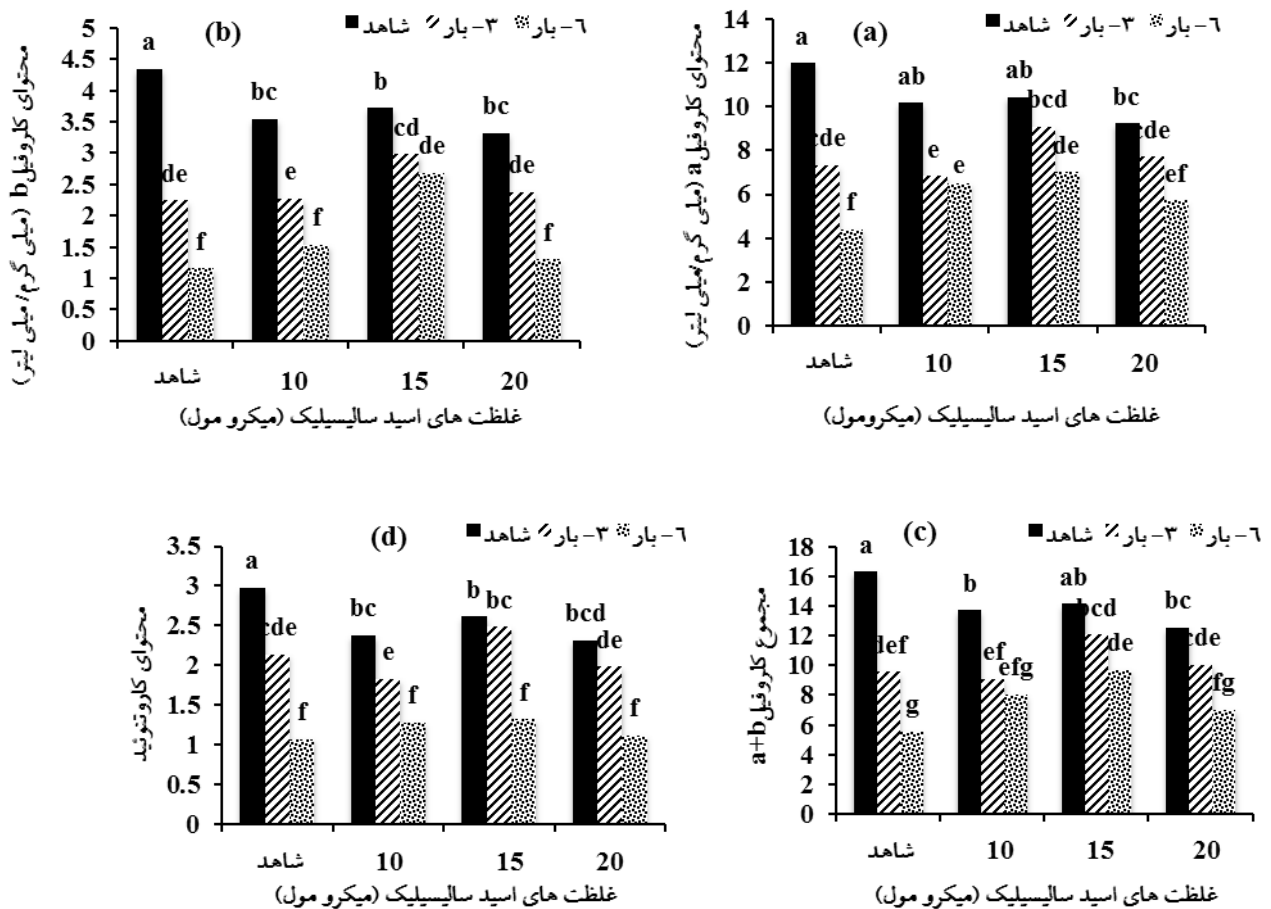 (b)
شاهد ۳- بار ٦- بار
محتوای کلروفیل b (میلی گرم/میلی لیتر)
5
4.5
4
3.5
3
2.5
2
1.5
1
0.5
0
a
de
f
bc
e
f
b
cd
de
bc
de
f
شاهد 10 15 20
غلظت های اسید سالیسیلیک (میکرو مول)
(a)
شاهد ۳- بار ٦- بار
محتوای کلروفیل a (میلی گرم/میلی لیتر)
14
12
10
8
6
4
2
0
a
cde
f
ab
e
e
ab
bcd
de
bc
cde
ef
شاهد 10 15 20
غلظت های اسید سالیسیلیک (میکرومول)
(d)
شاهد ۳- بار ٦- بار
محتوای کاروتنوئید
3.5
3
2.5
2
1.5
1
0.5
0
a
cde
f
bc
e
f
b
bc
f
bcd
de
f
شاهد 10 15 20
غلظت های اسید سالیسیلیک (میکرو مول)
(c)
شاهد ۳- بار ٦- بار
مجموع کلروفیل a+b
18
16
14
12
10
8
6
4
2
0
a
def
g
b
ef
efg
ab
bcd
de
bc
cde
fg
شاهد 10 15 20
غلظت های اسید سالیسیلیک (میکرو مول)